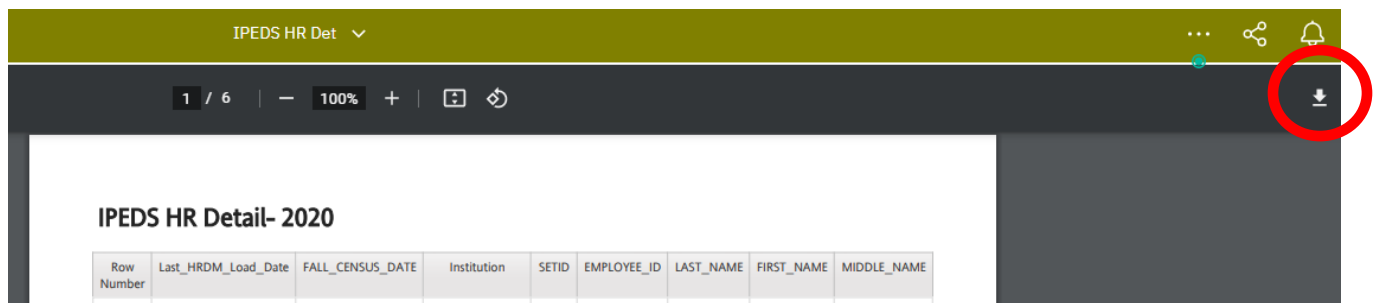 IPEDS HR Det
1 / 6 100%
IPEDS HR Detail- 2020
Row Number Last_HRDM_Load_Date FALL_CENSUS_DATE Institution SETID EMPLOYEE_ID LAST_NAME FIRST_NAME MIDDLE_NAME